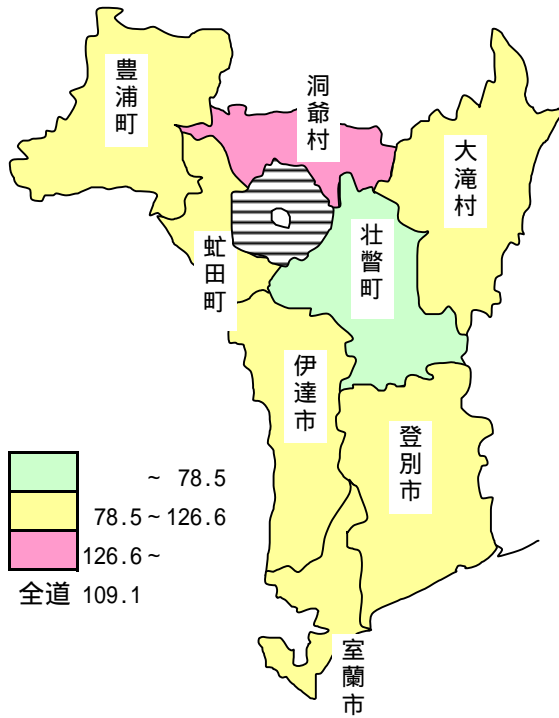 豊浦町
洞爺村
大滝村
虻田町
壮瞥町
伊達市
登別市
室蘭市
~ 78.5
78.5 ~ 126.6
126.6 ~
全道 109.1